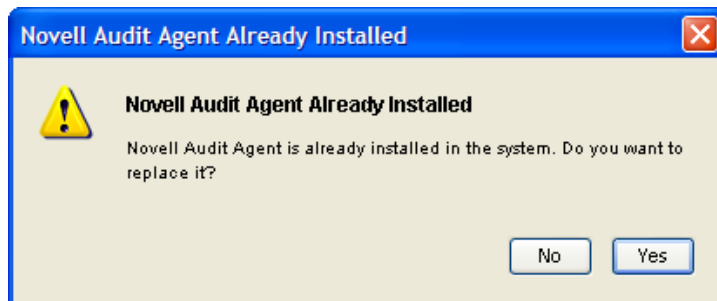 Novell Audit Agent Already Installed
Novell Audit Agent Already Installed
Novell Audit Agent is already installed in the system. Do you want to
replace it?
No
Yes